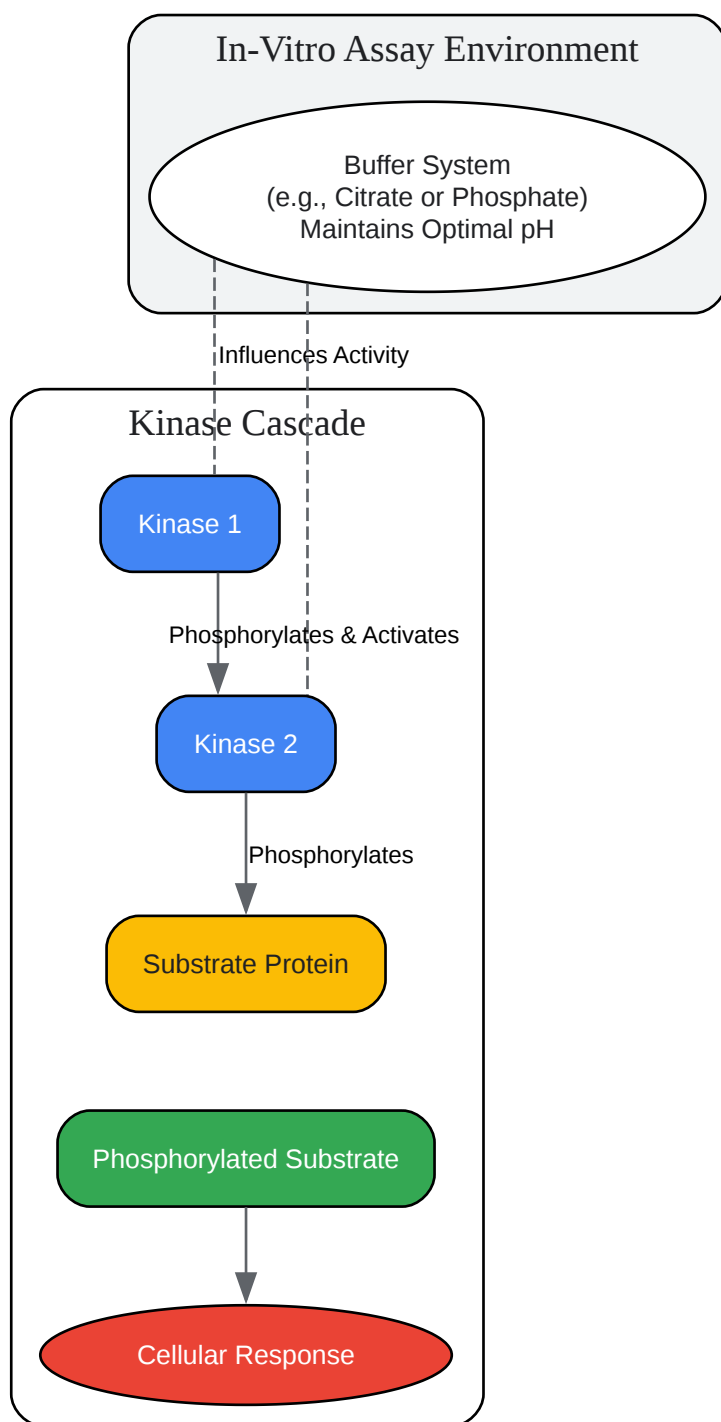 In-Vitro Assay Environment
Buffer System
(e.g., Citrate or Phosphate)
Maintains Optimal pH
Influences Activity
Kinase Cascade
Kinase 1
Phosphorylates & Activates
Kinase 2
Phosphorylates
Substrate Protein
Phosphorylated Substrate
Cellular Response